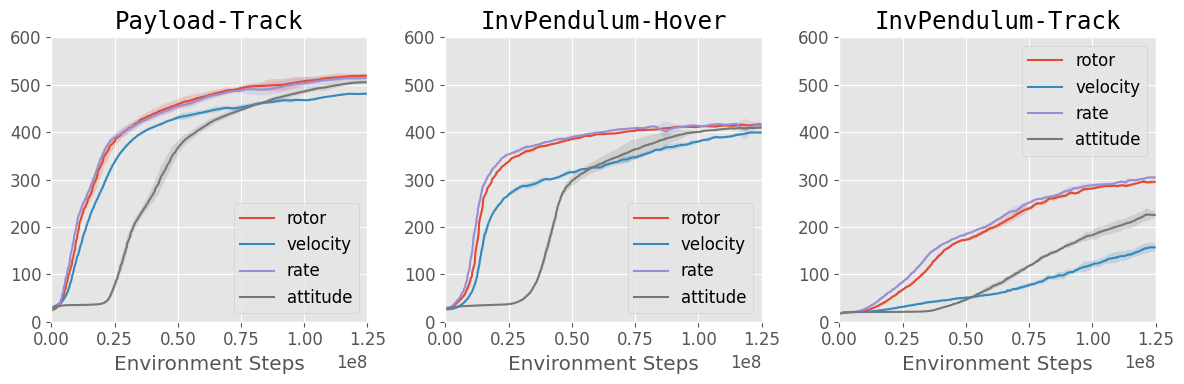 Payload-Track
600
500
400
300
200
100
0
0.00 0.25 0.50 0.75 1.00 1.25
Environment Steps 1e8
rotor
velocity
rate
attitude
InvPendulum-Hover
600
500
400
300
200
100
0
0.00 0.25 0.50 0.75 1.00 1.25
Environment Steps 1e8
rotor
velocity
rate
attitude
InvPendulum-Track
600
500
400
300
200
100
0
0.00 0.25 0.50 0.75 1.00 1.25
Environment Steps 1e8
rotor
velocity
rate
attitude